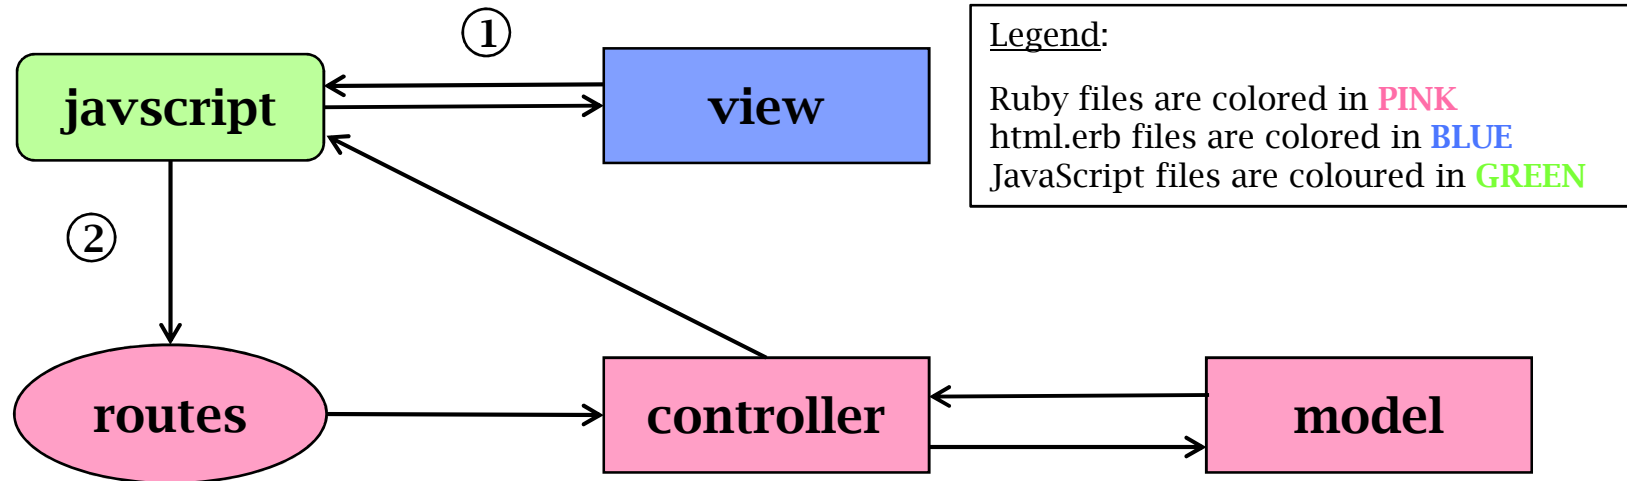 ①
javscript
view
Legend:
Ruby files are colored in PINK
html.erb files are colored in BLUE
JavaScript files are coloured in GREEN
②
routes
controller
model